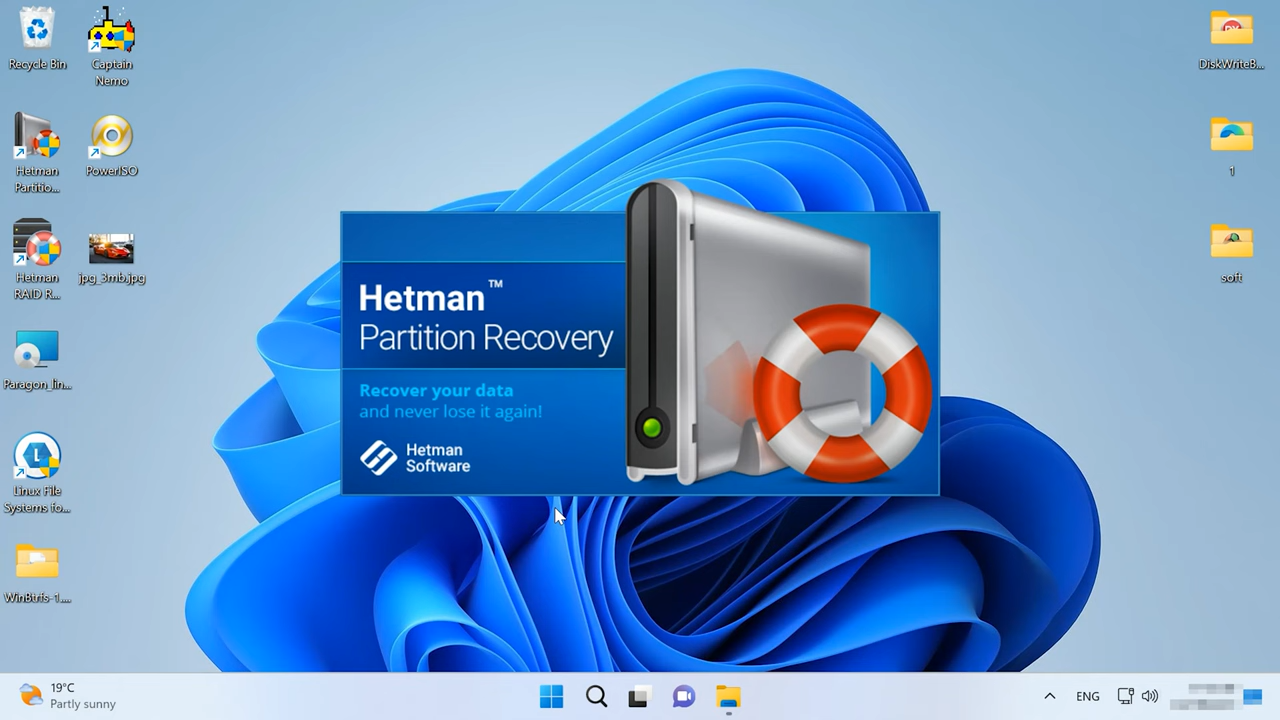 Recycle Bin
Captain
Nemo
Hetman
Partitio...
PowerISO
Hetman
RAID R...
jpg_3mb.jpg
Paragon_lin...
L
Linux File
Systems fo...
WinBtrfs-1....
Hetman™
Partition Recovery
Recover your data
and never lose it again!
Hetman
Software
DiskWriteB...
1
soft
19°C
Partly sunny
ENG